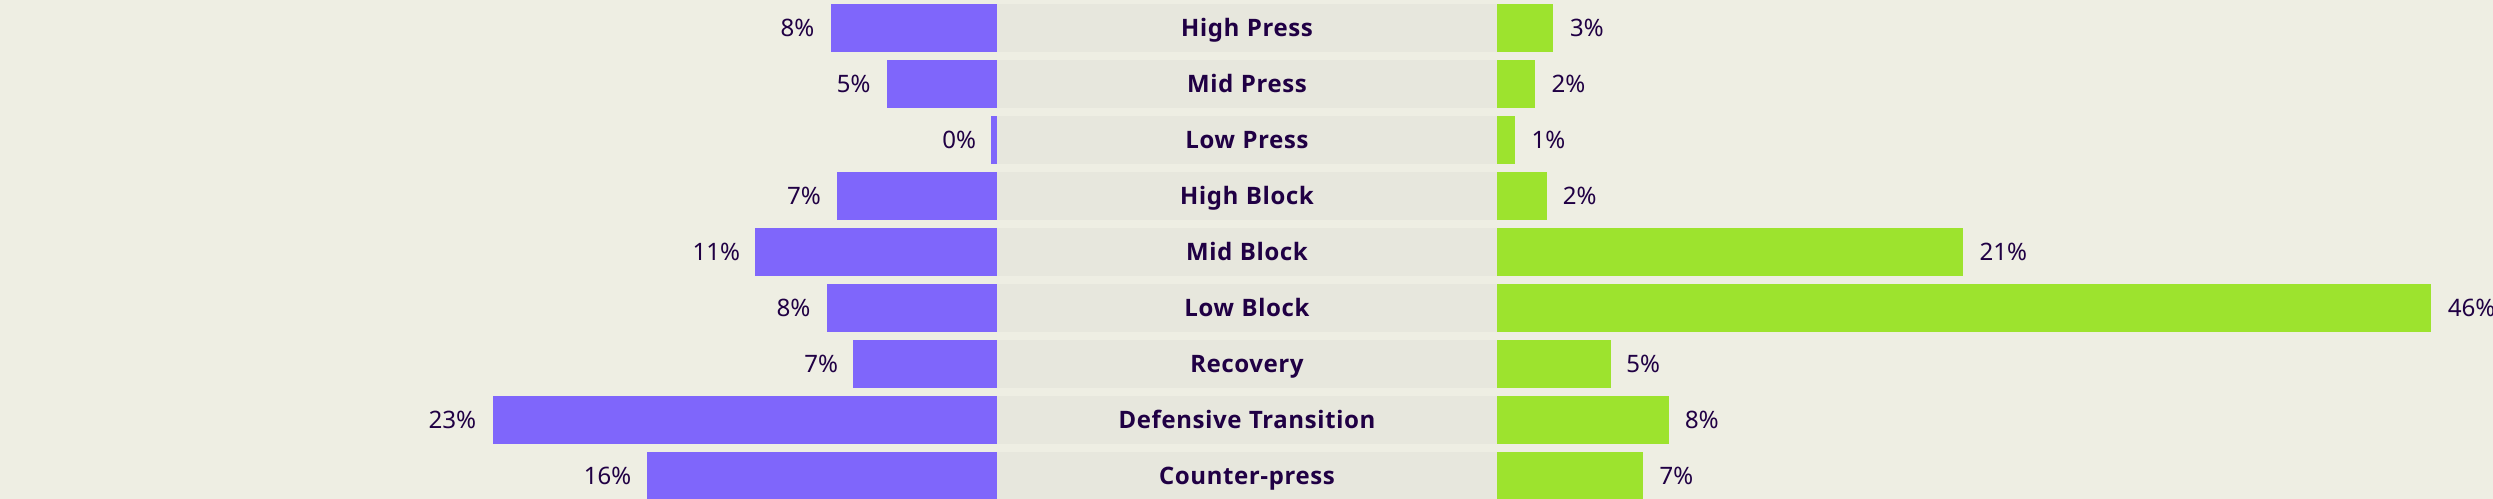 8% High Press 3%
5% Mid Press 2%
0% Low Press 1%
7% High Block 2%
11% Mid Block 21%
8% Low Block 46%
7% Recovery 5%
23% Defensive Transition 8%
16% Counter-press 7%